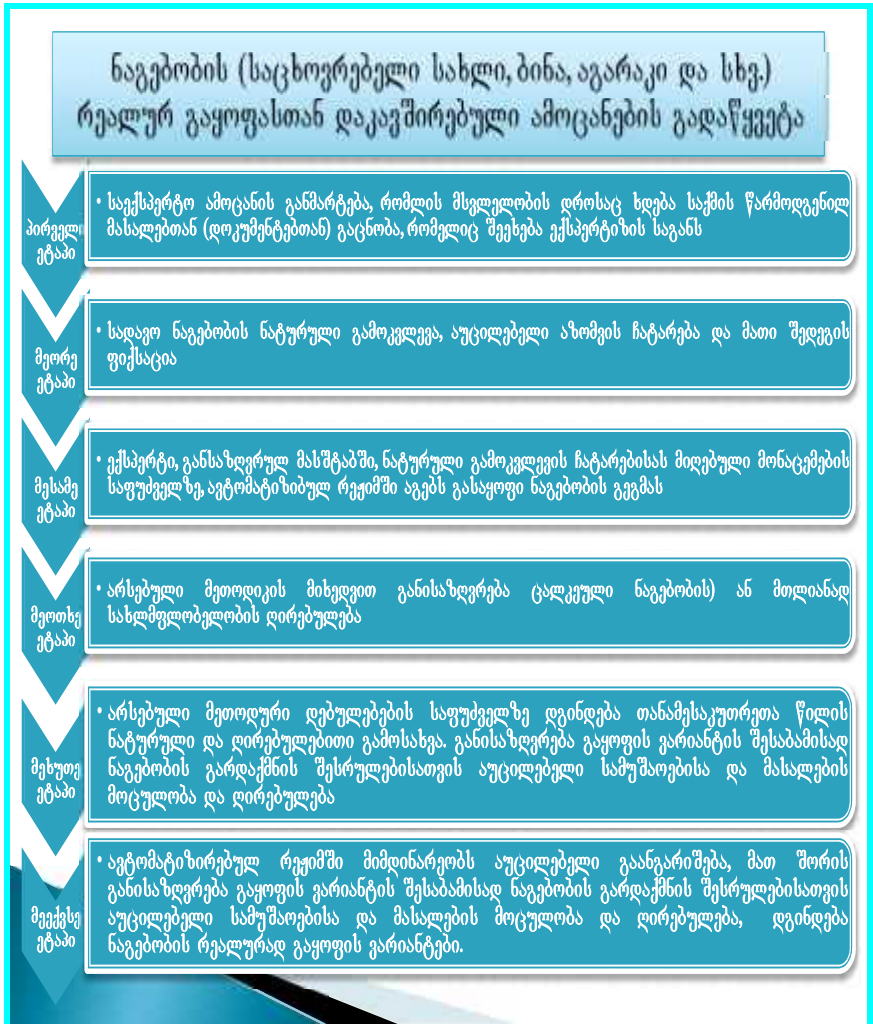 ნაგებობის (საცხოვრებელი სახლი, ბინა, აგარაკი და სხვ.)
რეალურ გაყოფასთან დაკავშირებული ამოცანების გადაწყვეტა
პირველი
ეტაპი
• საექსპერტო ამოცანის განმარტება, რომლის მსვლელობის დროსაც ხდება საქმის წარმოდგენილ
მასალებთან (დოკუმენტებთან) გაცნობა, რომელიც შეეხება ექსპერტიზის საგანს
მეორე
ეტაპი
• სადავო ნაგებობის ნატურული გამოკვლევა, აუცილებელი აზომვის ჩატარება და მათი შედეგის
ფიქსაცია
მესამე
ეტაპი
• ექსპერტი, განსაზღვრულ მასშტაბში, ნატურული გამოკვლევის ჩატარებისას მიღებული მონაცემების
საფუძველზე, ავტომატიზიბულ რეჟიმში აგებს გასაყოფი ნაგებობის გეგმას
მეოთხე
ეტაპი
• არსებული მეთოდიკის მიხედვით განისაზღვრება ცალკეული ნაგებობის) ან მთლიანად
სახლმფლობელობის ღირებულება
მეხუთე
ეტაპი
• არსებული მეთოდური დებულებების საფუძველზე დგინდება თანამესაკუთრეთა წილის
ნატურული და ღირებულებითი გამოსახვა. განისაზღვრება გაყოფის ვარიანტის შესაბამისად
ნაგებობის გარდაქმნის შესრულებისათვის აუცილებელი სამუშაოებისა და მასალების
მოცულობა და ღირებულება
მეექვსე
ეტაპი
• ავტომატიზირებულ რეჟიმში მიმდინარეობს აუცილებელი გაანგარიშება, მათ შორის
განისაზღვრება გაყოფის ვარიანტის შესაბამისად ნაგებობის გარდაქმნის შესრულებისათვის
აუცილებელი სამუშაოებისა და მასალების მოცულობა და ღირებულება, დგინდება
ნაგებობის რეალურად გაყოფის ვარიანტები.